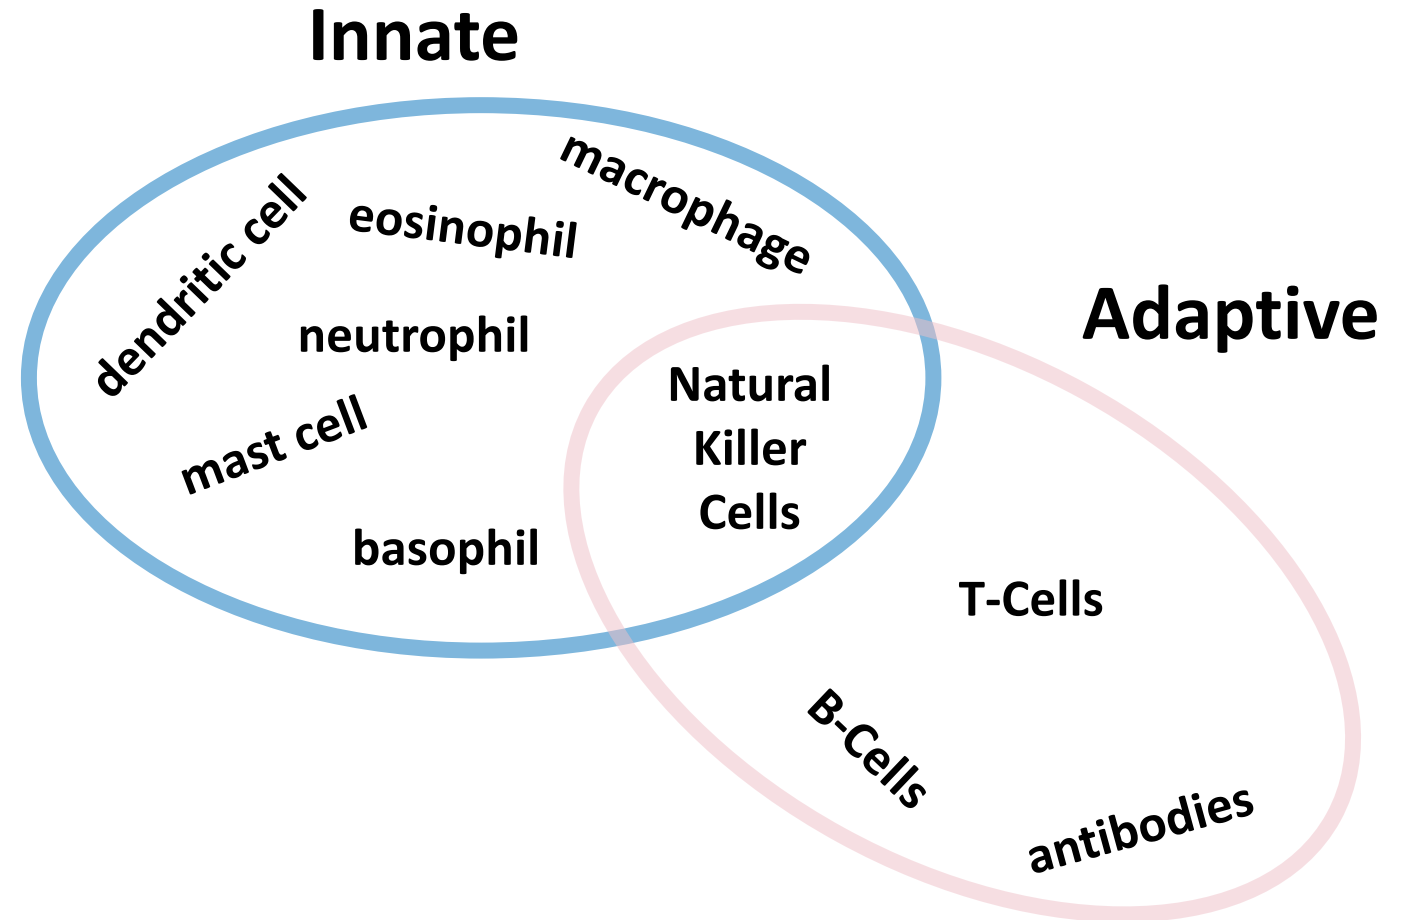 Innate
macrophage
dendritic cell
eosinophil
neutrophil
mast cell
basophil
Natural
Killer
Cells
Adaptive
T-Cells
B-Cells
antibodies